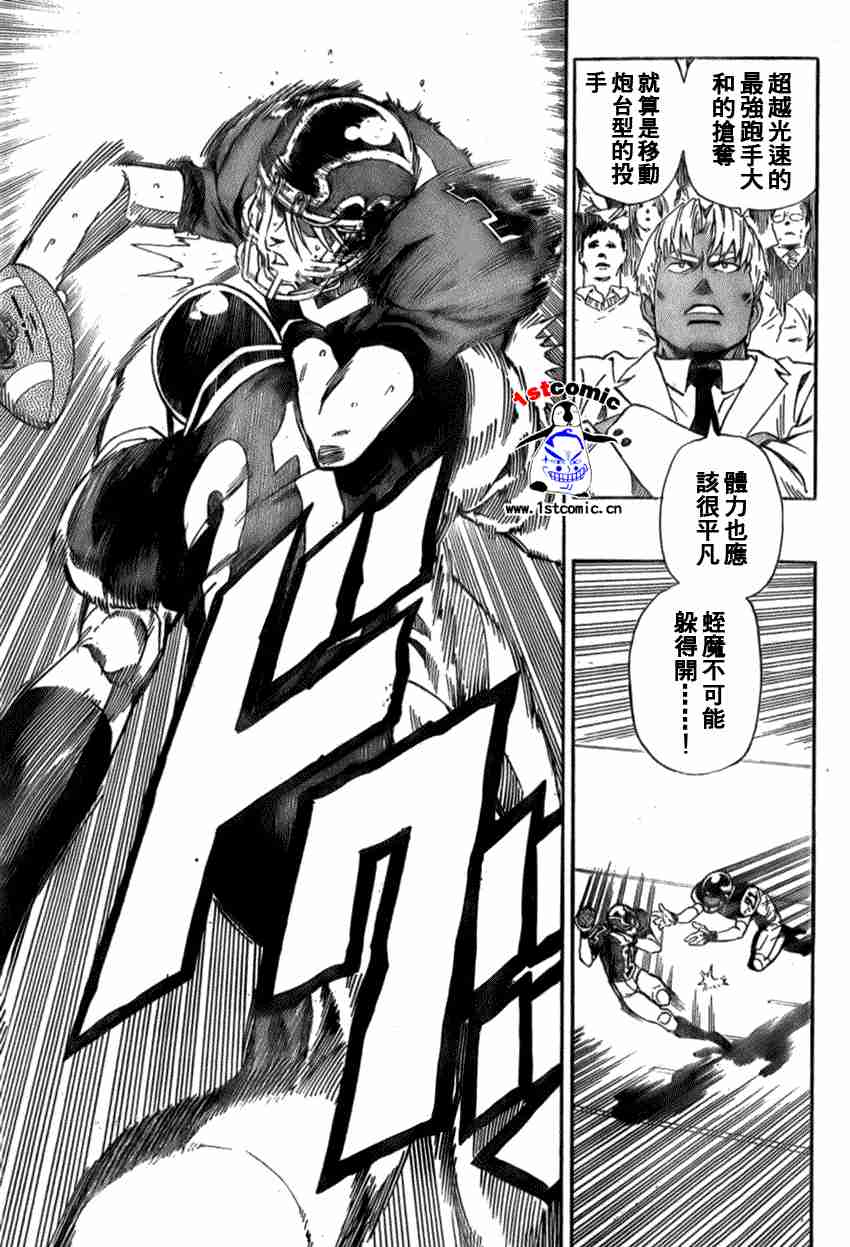 超越光速的
最強跑手大
和的搶奪
就算是移動
炮台型的投
手
體力也應
該很平凡
蛭魔不可能
躲得開……！
1stcomic
www.1stcomic.cn
ドグ